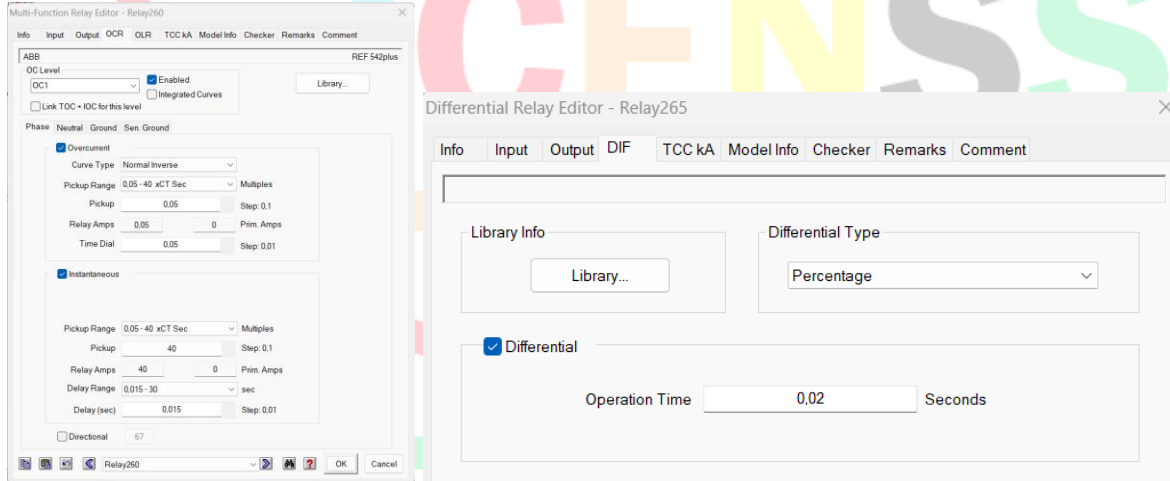 CENSS
Multi-Function Relay Editor - Relay260
Info Input Output OCR OLR TCC kA Model Info Checker Remarks Comment
ABB REF 542plus
OC Level
OC1 Enabled Library...
Integrated Curves
Link TOC + IOC for this level
Phase Neutral Ground Sen. Ground
Overcurrent
Curve Type Normal Inverse
Pickup Range 0,05 - 40 xCT Sec Multiples
Pickup 0,05 Step: 0,1
Relay Amps 0,05 0 Prim. Amps
Time Dial 0,05 Step: 0,01
Instantaneous
Pickup Range 0,05 - 40 xCT Sec Multiples
Pickup 40 Step: 0,1
Relay Amps 40 0 Prim. Amps
Delay Range 0,015 - 30 sec
Delay (sec) 0,015 Step: 0,01
Directional 67
Relay260 ? OK Cancel
Differential Relay Editor - Relay265
Info Input Output DIF TCC kA Model Info Checker Remarks Comment
Library Info
Library...
Differential Type
Percentage
Differential
Operation Time 0,02 Seconds